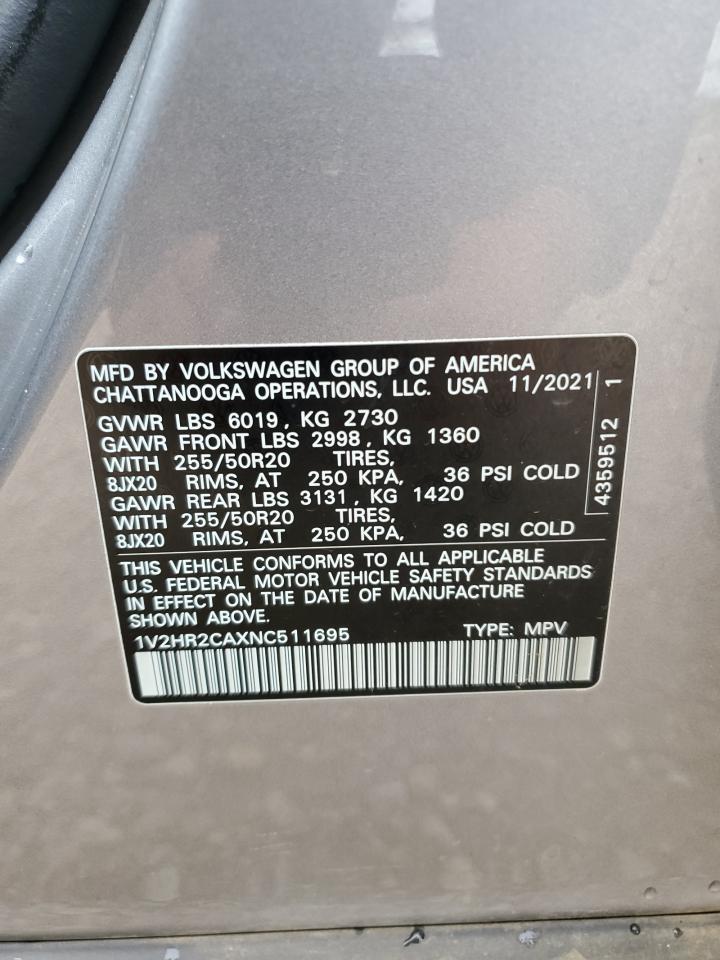 MFD BY VOLKSWAGEN GROUP OF AMERICA
CHATTANOOGA OPERATIONS, LLC. USA 11/2021
GVWR LBS 6019, KG 2730
GAWR FRONT LBS 2998, KG 1360
WITH 255/50R20 TIRES,
8JX20 RIMS, AT 250 KPA, 36 PSI COLD
GAWR REAR LBS 3131, KG 1420
WITH 255/50R20 TIRES,
8JX20 RIMS, AT 250 KPA, 36 PSI COLD
4359512 1
THIS VEHICLE CONFORMS TO ALL APPLICABLE
U.S. FEDERAL MOTOR VEHICLE SAFETY STANDARDS
IN EFFECT ON THE DATE OF MANUFACTURE
SHOWN ABOVE.
1V2HR2CAXNC511695 TYPE: MPV